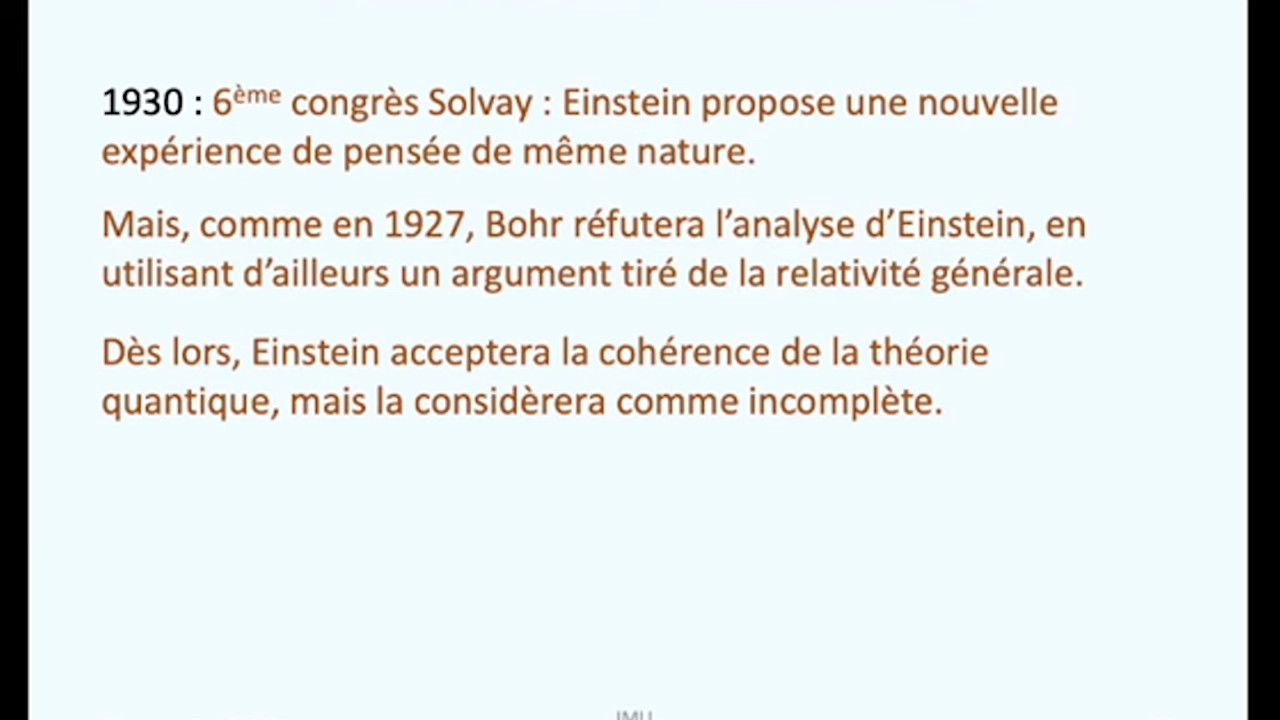 1930 : 6ème congrès Solvay : Einstein propose une nouvelle
expérience de pensée de même nature.
Mais, comme en 1927, Bohr réfutera l’analyse d’Einstein, en
utilisant d’ailleurs un argument tiré de la relativité générale.
Dès lors, Einstein acceptera la cohérence de la théorie
quantique, mais la considèrera comme incomplète.